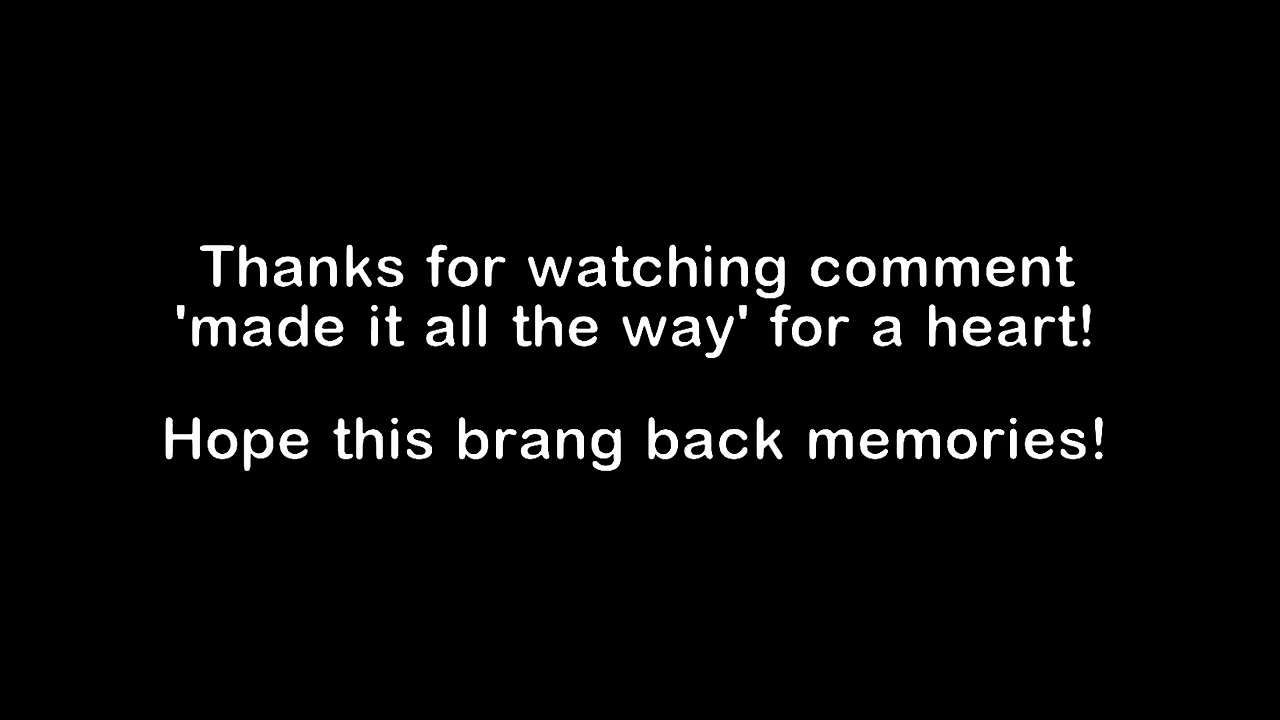 Thanks for watching comment
'made it all the way' for a heart!
Hope this brang back memories!